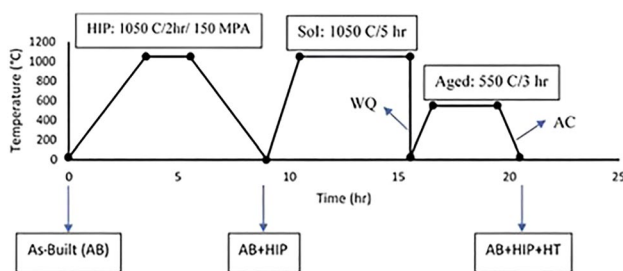 HIP: 1050 C/2hr/ 150 MPA
Sol: 1050 C/5 hr
Aged: 550 C/3 hr
WQ
AC
Temperature (°C)
1200
1000
800
600
400
200
0
0
5
10
15
20
25
Time (hr)
As-Built (AB)
AB+HIP
AB+HIP+HT